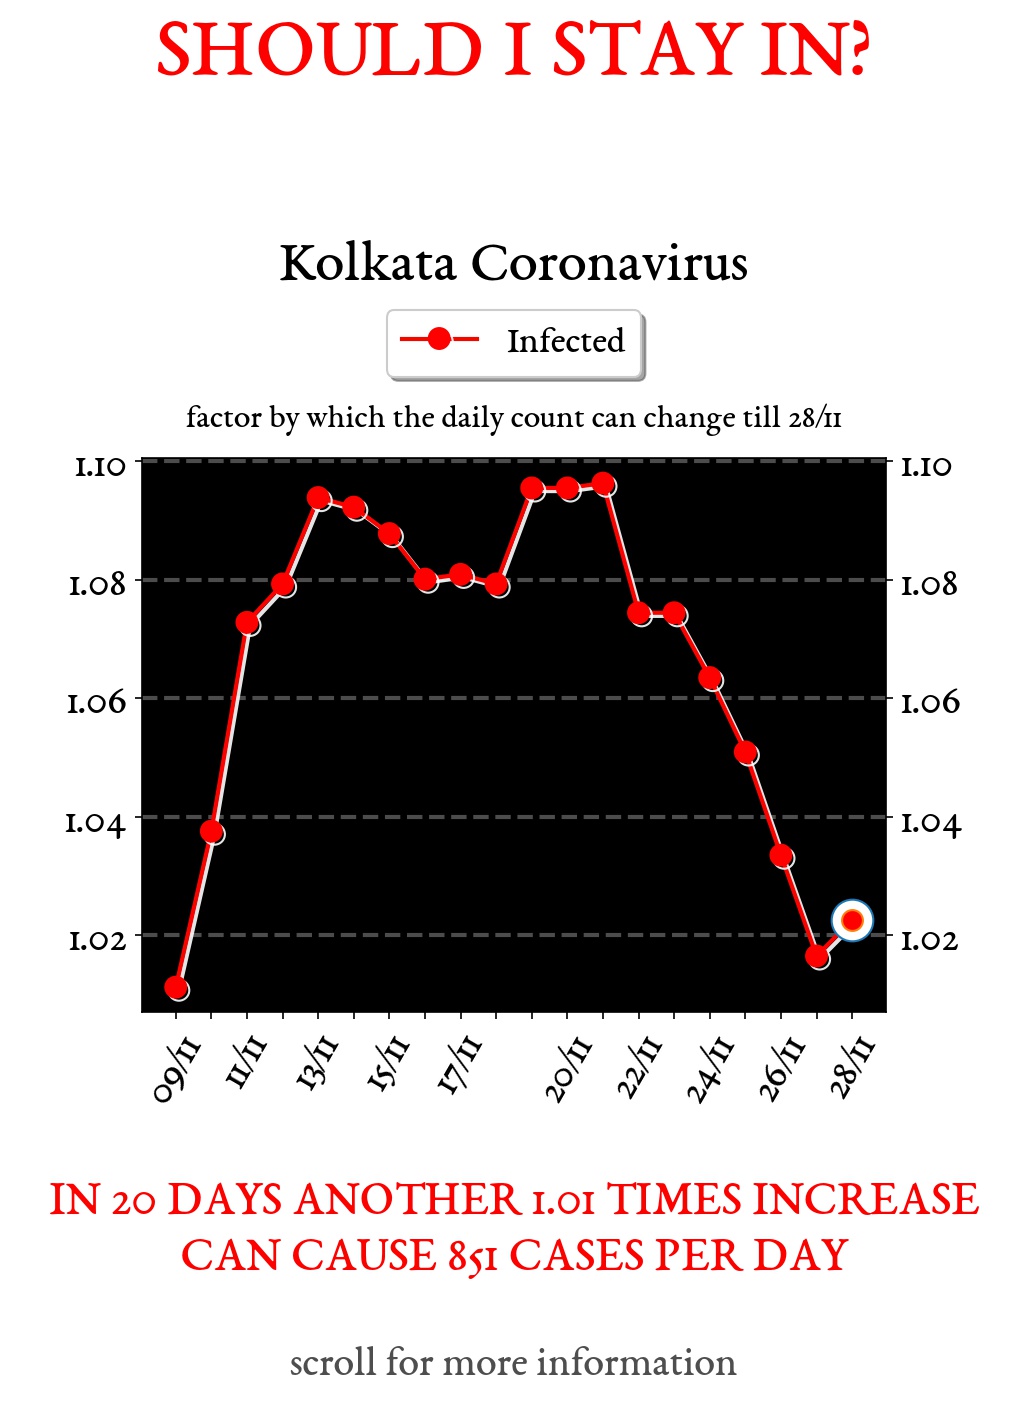 SHOULD I STAY IN?
Kolkata Coronavirus
Infected
factor by which the daily count can change till 28/11
1.10 1.10
1.08 1.08
1.06 1.06
1.04 1.04
1.02 1.02
09/11 11/11 13/11 15/11 17/11 20/11 22/11 24/11 26/11 28/11
IN 20 DAYS ANOTHER 1.01 TIMES INCREASE
CAN CAUSE 851 CASES PER DAY
scroll for more information